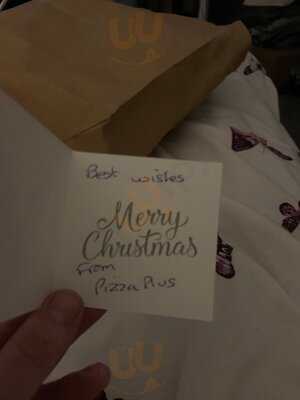 Best wishes
Merry
Christmas
From
Pizza Plus